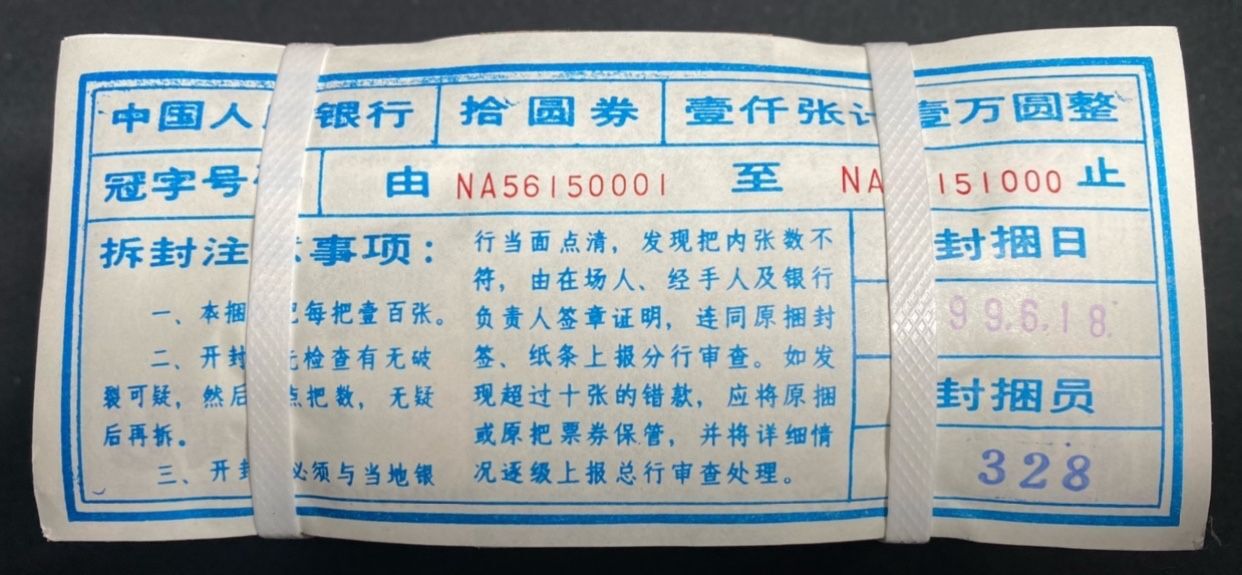 中国人 银行
拾圆券
壹仟张 壹万圆整
冠字号
由 NA56150001 至 NA 151000 止
拆封注 事项：
一、本捆 每把壹百张。
二、开封 检查有无破
裂可疑，然后 点把数，无疑
后再拆。
三、开封 必须与当地银
行当面点清，发现把内张数不
符，由在场人、经手人及银行
负责人签章证明，连同原捆封
签、纸条上报分行审查。如发
现超过十张的错款，应将原捆
或原把票券保管，并将详细情
况逐级上报总行审查处理。
封捆日
99.6.18.
封捆员
328